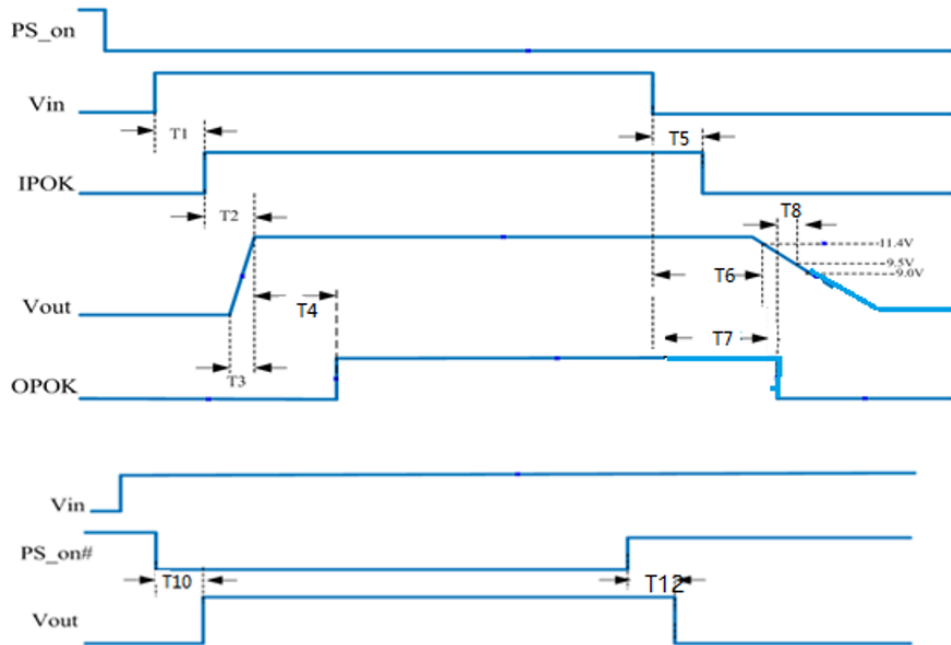 PS_on
Vin
T1
T5
IPOK
T2
T8
11.4V
9.5V
9.0V
T6
Vout
T4
T7
T3
OPOK
Vin
PS_on#
T10
T12
Vout